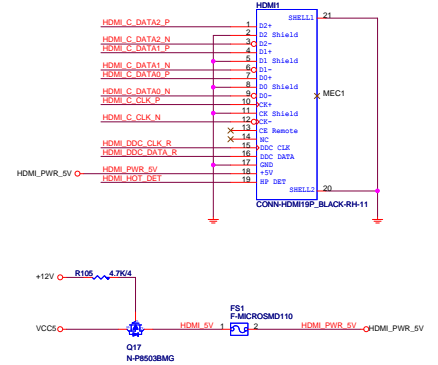 HDMI1
HDMI_C_DATA2_P 1 D2+ SHELL1 21
2 D2 Shield
HDMI_C_DATA2_N 3 D2-
HDMI_C_DATA1_P 4 D1+
5 D1 Shield
HDMI_C_DATA1_N 6 D1-
HDMI_C_DATA0_P 7 D0+
8 D0 Shield
HDMI_C_DATA0_N 9 D0- MEC1
HDMI_C_CLK_P 10 CK+
11 CK Shield
HDMI_C_CLK_N 12 CK-
13 CE Remote
14 NC
HDMI_DDC_CLK_R 15 DDC CLK
HDMI_DDC_DATA_R 16 DDC DATA
17 GND
HDMI_PWR_5V HDMI_PWR_5V 18 +5V
HDMI_HOT_DET 19 HP DET
SHELL2 20
CONN-HDMI19P_BLACK-RH-11
+12V R105 4.7K/4
FS1
F-MICROSMD110
VCC5 HDMI_5V 1 2 HDMI_PWR_5V HDMI_PWR_5V
Q17
N-P8503BMG